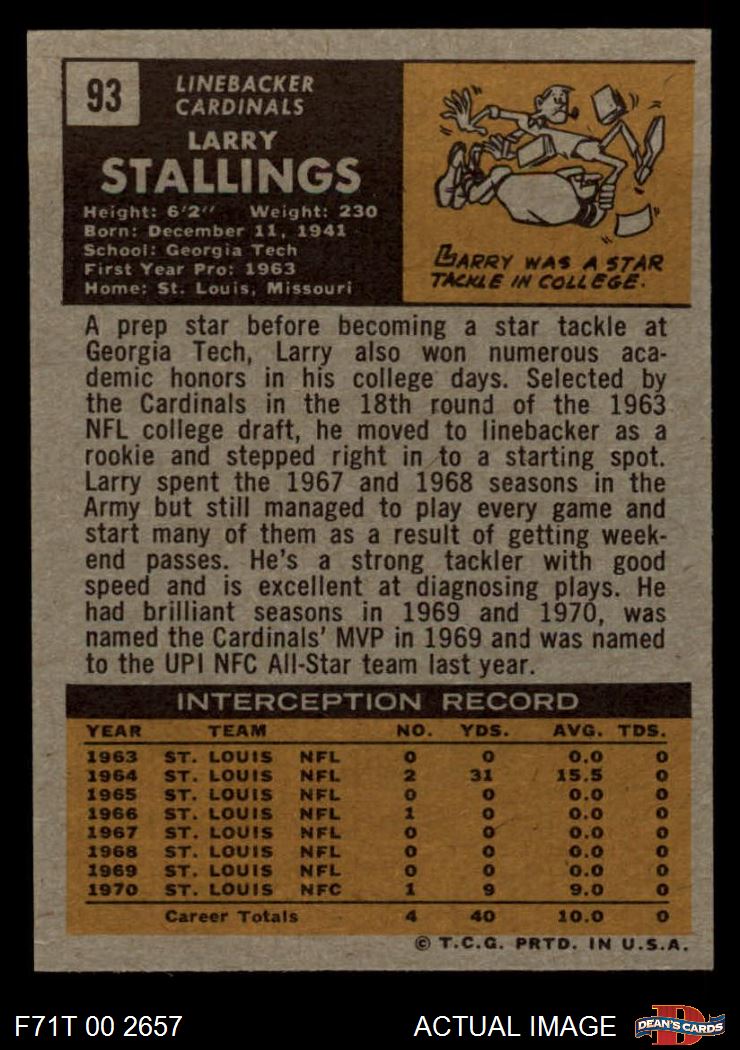 93
LINEBACKER
CARDINALS
LARRY
STALLINGS
Height: 6'2" Weight: 230
Born: December 11, 1941
School: Georgia Tech
First Year Pro: 1963
Home: St. Louis, Missouri
LARRY WAS A STAR
TACKLE IN COLLEGE.
A prep star before becoming a star tackle at
Georgia Tech, Larry also won numerous aca-
demic honors in his college days. Selected by
the Cardinals in the 18th round of the 1963
NFL college draft, he moved to linebacker as a
rookie and stepped right in to a starting spot.
Larry spent the 1967 and 1968 seasons in the
Army but still managed to play every game and
start many of them as a result of getting week-
end passes. He's a strong tackler with good
speed and is excellent at diagnosing plays. He
had brilliant seasons in 1969 and 1970, was
named the Cardinals' MVP in 1969 and was named
to the UPI NFC All-Star team last year.
INTERCEPTION RECORD
YEAR TEAM NO. YDS. AVG. TDS.
1963 ST. LOUIS NFL 0 0 0.0 0
1964 ST. LOUIS NFL 2 31 15.5 0
1965 ST. LOUIS NFL 0 0 0.0 0
1966 ST. LOUIS NFL 1 0 0.0 0
1967 ST. LOUIS NFL 0 0 0.0 0
1968 ST. LOUIS NFL 0 0 0.0 0
1969 ST. LOUIS NFL 0 0 0.0 0
1970 ST. LOUIS NFC 1 9 9.0 0
Career Totals 4 40 10.0 0
© T.C.G. PRTD. IN U.S.A.
F71T 00 2657 ACTUAL IMAGE
D
DEAN'S CARDS